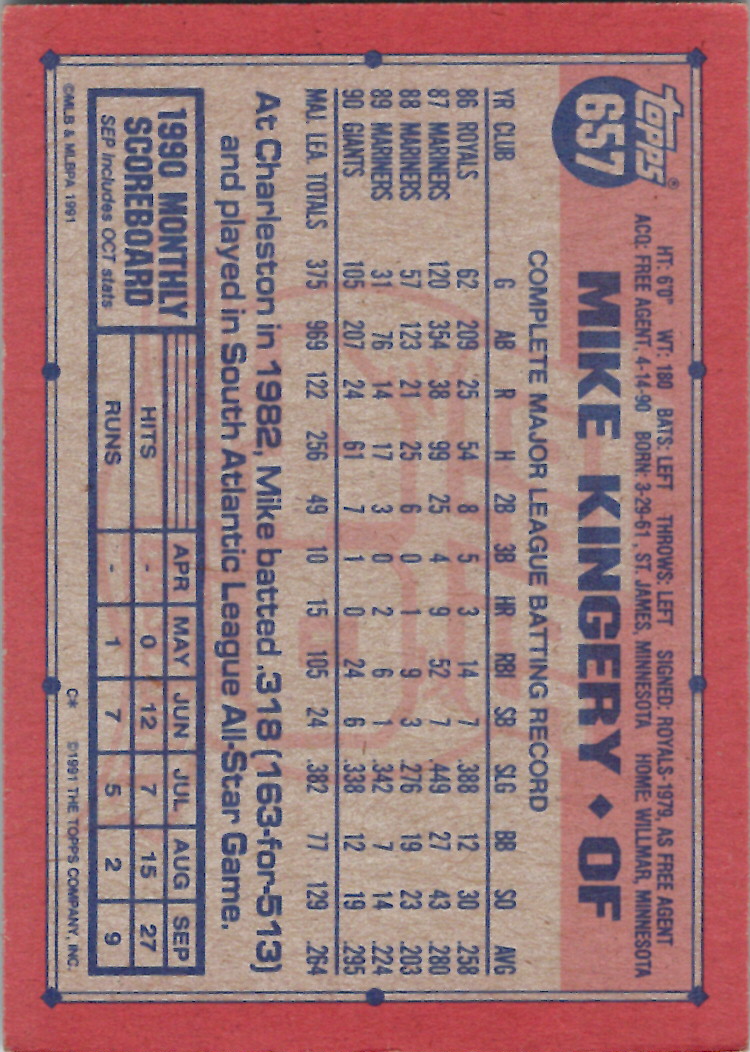 TOPPS®
657
HT: 6'0" WT: 180 BATS: LEFT THROWS: LEFT SIGNED: ROYALS-1979, AS FREE AGENT
ACQ: FREE AGENT, 4-14-90 BORN: 3-29-61, ST. JAMES, MINNESOTA HOME: WILLMAR, MINNESOTA
MIKE KINGERY ◆ OF
COMPLETE MAJOR LEAGUE BATTING RECORD
YR CLUB G AB R H 2B 3B HR RBI SB SLG BB SO AVG
86 ROYALS 62 209 25 54 8 5 3 14 7 .388 12 30 .258
87 MARINERS 120 354 38 99 25 4 9 52 7 .449 27 43 .280
88 MARINERS 57 123 21 25 6 0 1 9 3 .276 19 23 .203
89 MARINERS 31 76 14 17 3 0 2 6 1 .342 7 14 .224
90 GIANTS 105 207 24 61 7 1 0 24 6 .338 12 19 .295
MAJ. LEA. TOTALS 375 969 122 256 49 10 15 105 24 .382 77 129 .264
At Charleston in 1982, Mike batted .318 (163-for-513)
and played in South Atlantic League All-Star Game.
1990 MONTHLY
SCOREBOARD
SEP includes OCT stats
APR MAY JUN JUL AUG SEP
HITS - 0 12 7 15 27
RUNS - 1 7 5 2 9
©MLB & MLBPA 1991 C* ©1991 THE TOPPS COMPANY, INC.